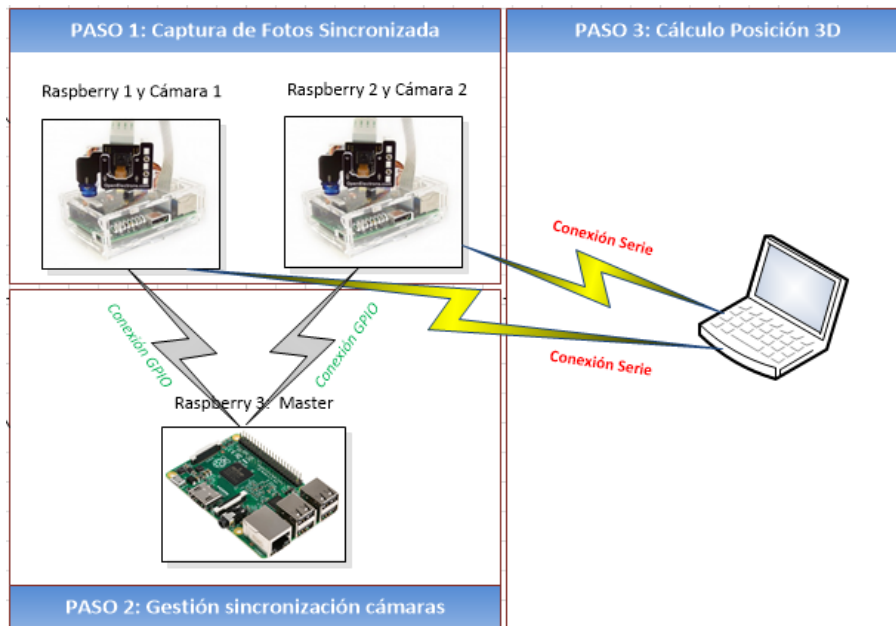 PASO 1: Captura de Fotos Sincronizada
PASO 3: Cálculo Posición 3D
Raspberry 1 y Cámara 1
Raspberry 2 y Cámara 2
Conexión Serie
Conexión GPIO
Conexión GPIO
Conexión Serie
Raspberry 3: Master
PASO 2: Gestión sincronización cámaras